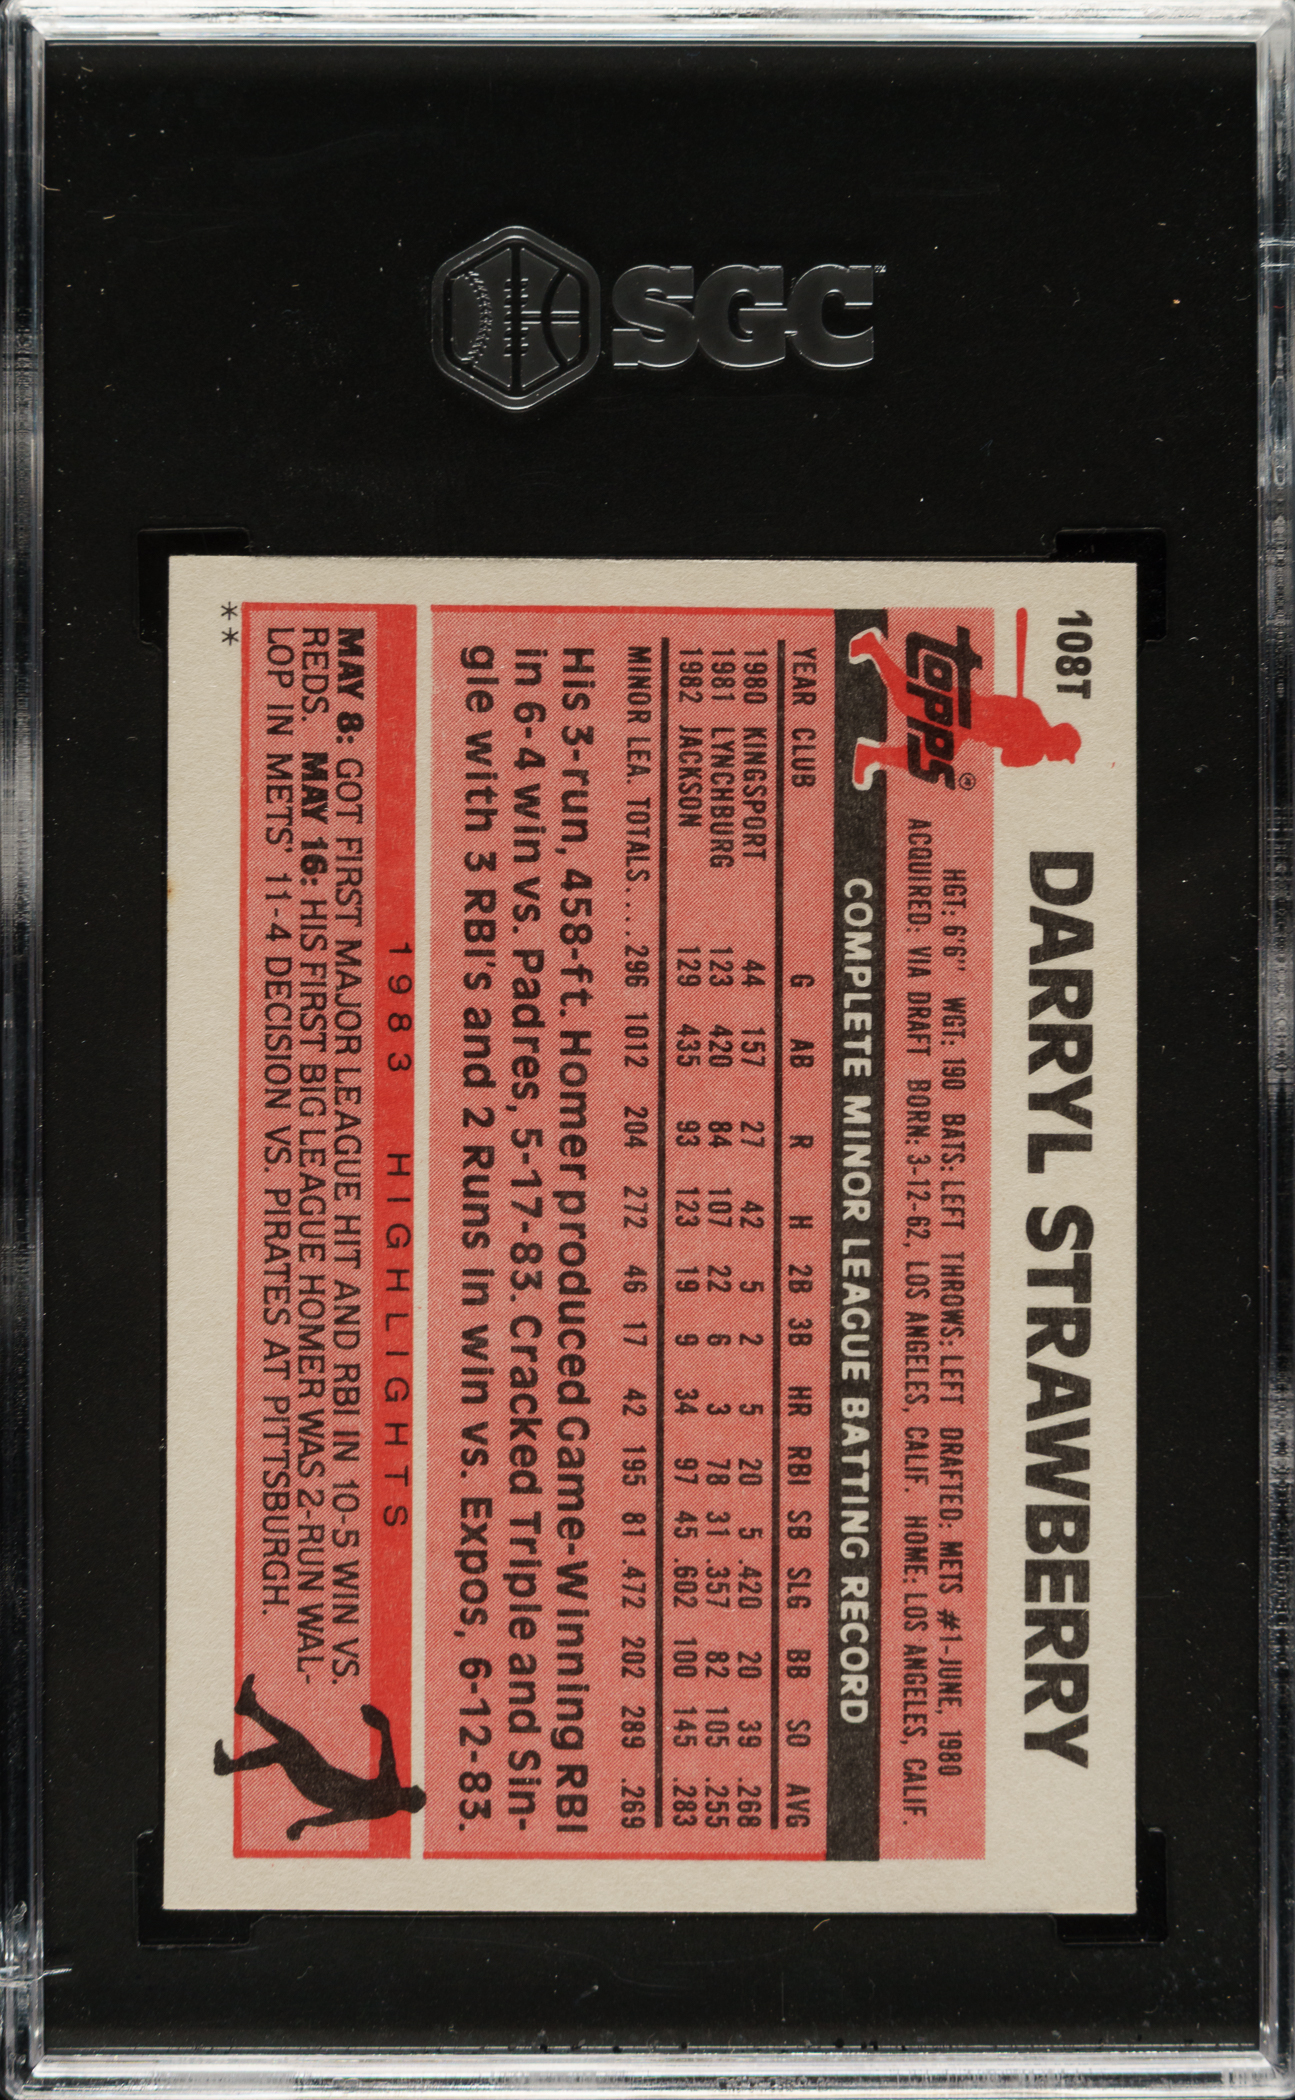 SGC
108T
DARRYL STRAWBERRY
TOPPS®
HGT: 6'6" WGT: 190 BATS: LEFT THROWS: LEFT DRAFTED: METS #1-JUNE, 1980
ACQUIRED: VIA DRAFT BORN: 3-12-62, LOS ANGELES, CALIF. HOME: LOS ANGELES, CALIF.
COMPLETE MINOR LEAGUE BATTING RECORD
YEAR CLUB G AB R H 2B 3B HR RBI SB SLG BB SO AVG
1980 KINGSPORT 44 157 27 42 5 2 5 20 5 .420 20 39 .268
1981 LYNCHBURG 123 420 84 107 22 6 3 78 31 .357 82 105 .255
1982 JACKSON 129 435 93 123 19 9 34 97 45 .602 100 145 .283
MINOR LEA. TOTALS... 296 1012 204 272 46 17 42 195 81 .472 202 289 .269
His 3-run, 458-ft. Homer produced Game-Winning RBI
in 6-4 win vs. Padres, 5-17-83. Cracked Triple and Sin-
gle with 3 RBI's and 2 Runs in win vs. Expos, 6-12-83.
1983 HIGHLIGHTS
MAY 8: GOT FIRST MAJOR LEAGUE HIT AND RBI IN 10-5 WIN VS.
REDS. MAY 16: HIS FIRST BIG LEAGUE HOMER WAS 2-RUN WAL-
LOP IN METS' 11-4 DECISION VS. PIRATES AT PITTSBURGH.
**